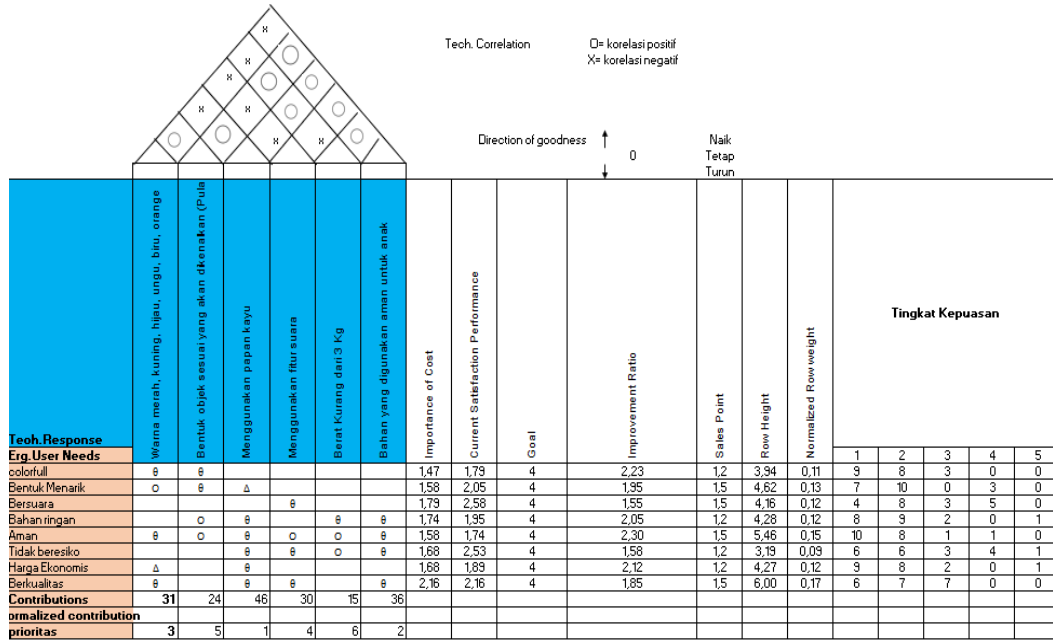 Tech. Correlation O= korelasi positif
X= korelasi negatif
x
x
x
x x
x x
Direction of goodness Naik
0 Tetap
Turun
Warna merah, kuning, hijau, ungu, biru, orange
Bentuk objek sesuai yang akan dikenalkan (Pula
Menggunakan papan kayu
Menggunakan fitur suara
Berat Kurang dari 3 Kg
Bahan yang digunakan aman untuk anak
Importance of Cost
Current Satisfaction Performance
Goal
Improvement Ratio
Sales Point
Row Height
Normalized Row weight
Tingkat Kepuasan
Tech.Response
Erg.User Needs 1 2 3 4 5
colorfull θ θ 1,47 1,79 4 2,23 1,2 3,94 0,11 9 8 3 0 0
Bentuk Menarik O θ Δ 1,58 2,05 4 1,95 1,5 4,62 0,13 7 10 0 3 0
Bersuara θ 1,79 2,58 4 1,55 1,5 4,16 0,12 4 8 3 5 0
Bahan ringan O θ θ θ 1,74 1,95 4 2,05 1,2 4,28 0,12 8 9 2 0 1
Aman θ O θ O O θ 1,58 1,74 4 2,30 1,5 5,46 0,15 10 8 1 1 0
Tidak beresiko θ θ O θ 1,68 2,53 4 1,58 1,2 3,19 0,09 6 6 3 4 1
Harga Ekonomis Δ θ 1,68 1,89 4 2,12 1,2 4,27 0,12 9 8 2 0 1
Berkualitas θ θ θ θ 2,16 2,16 4 1,85 1,5 6,00 0,17 6 7 7 0 0
Contributions 31 24 46 30 15 36
ormalized contribution
prioritas 3 5 1 4 6 2